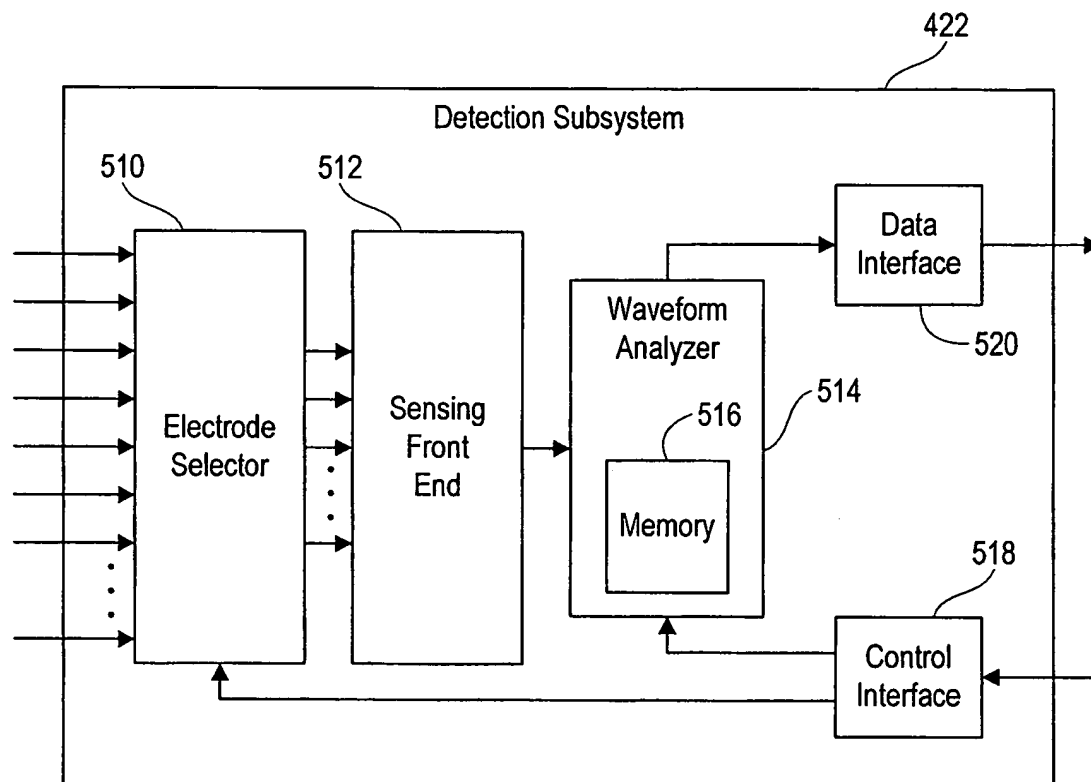 422
Detection Subsystem
510
512
Data
Interface
520
Waveform
Analyzer
514
516
Electrode
Selector
Sensing
Front
End
Memory
518
Control
Interface